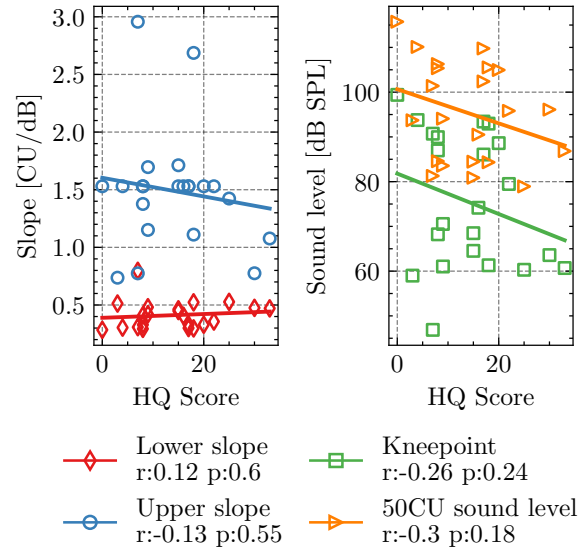 3.0
2.5
2.0
1.5
1.0
0.5
Slope [CU/dB]
0
20
HQ Score
100
80
60
Sound level [dB SPL]
0
20
HQ Score
Lower slope
r:0.12 p:0.6
Upper slope
r:-0.13 p:0.55
Kneepoint
r:-0.26 p:0.24
50CU sound level
r:-0.3 p:0.18